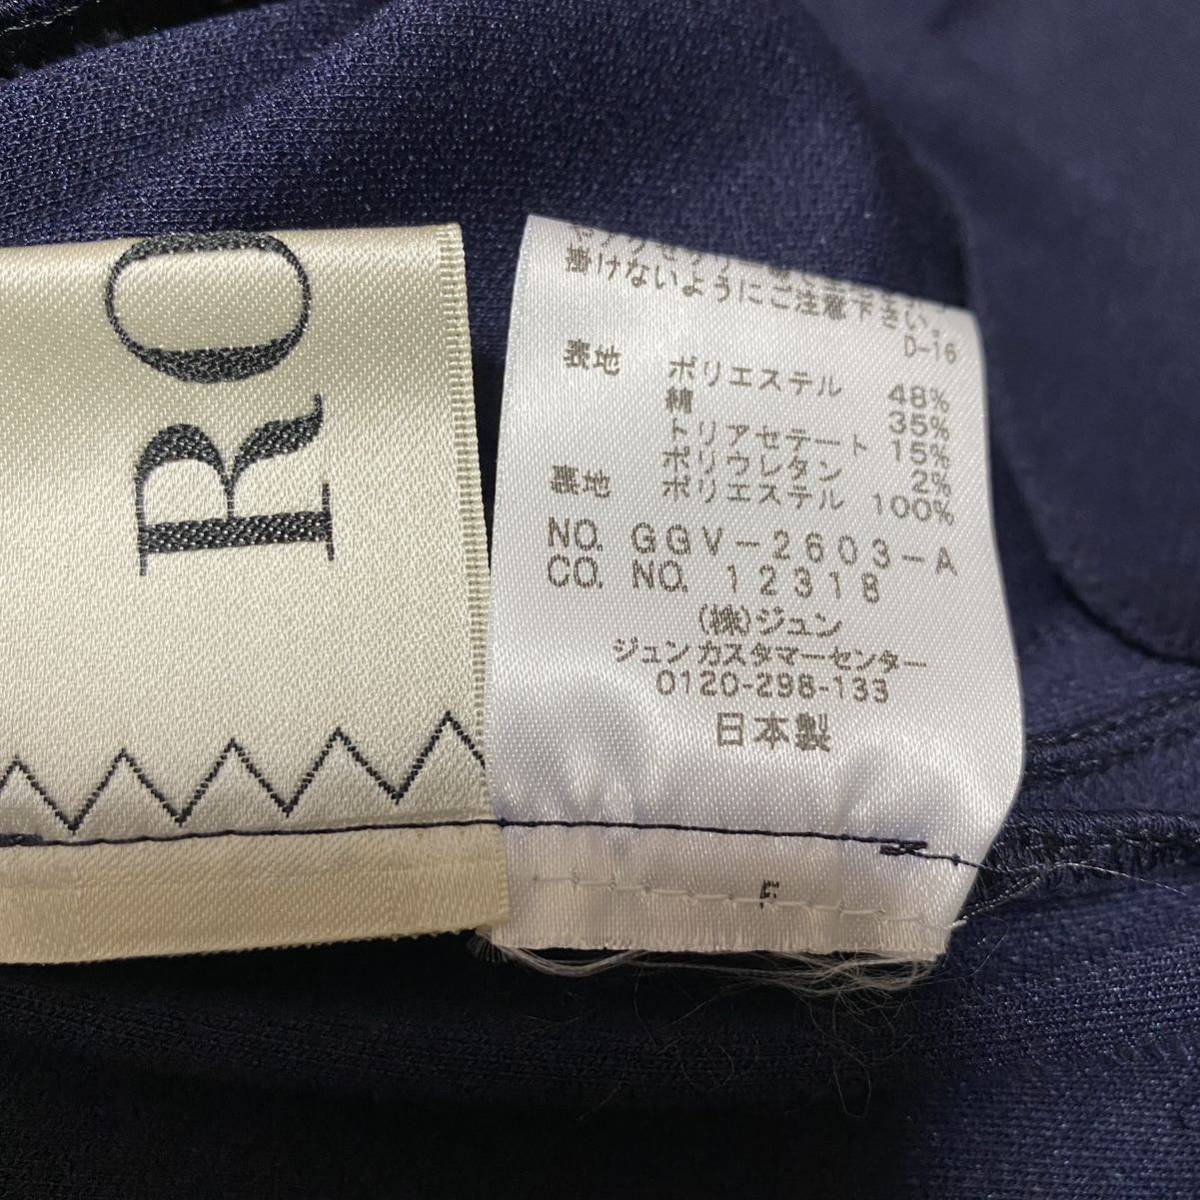 RO
掛けないようにご注意下さい。
D-16
表地 ポリエステル 48%
綿 35%
トリアセテート 15%
ポリウレタン 2%
裏地 ポリエステル 100%
NO. GGV-2603-A
CO. NO. 12318
(株)ジュン
ジュンカスタマーセンター
0120-298-133
日本製